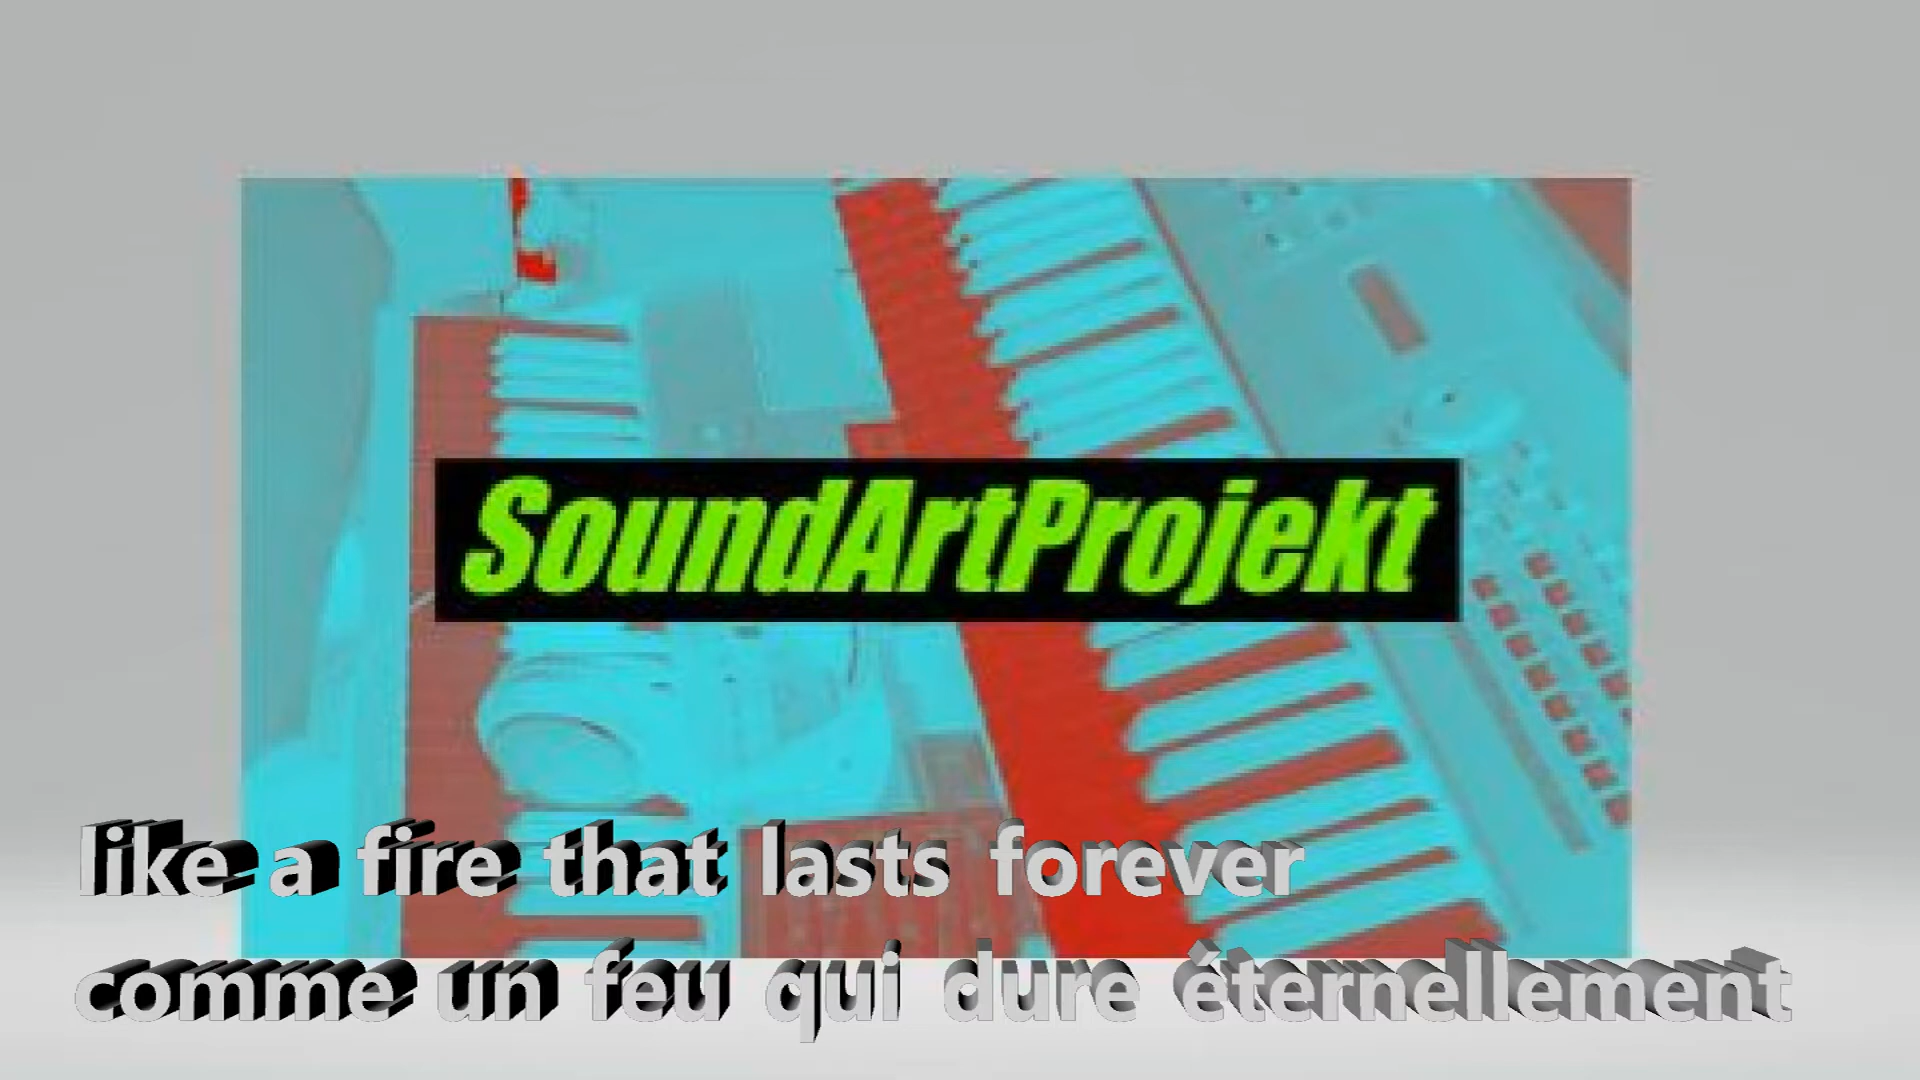 SoundArtProjekt
like a fire that lasts forever
comme un feu qui dure éternellement